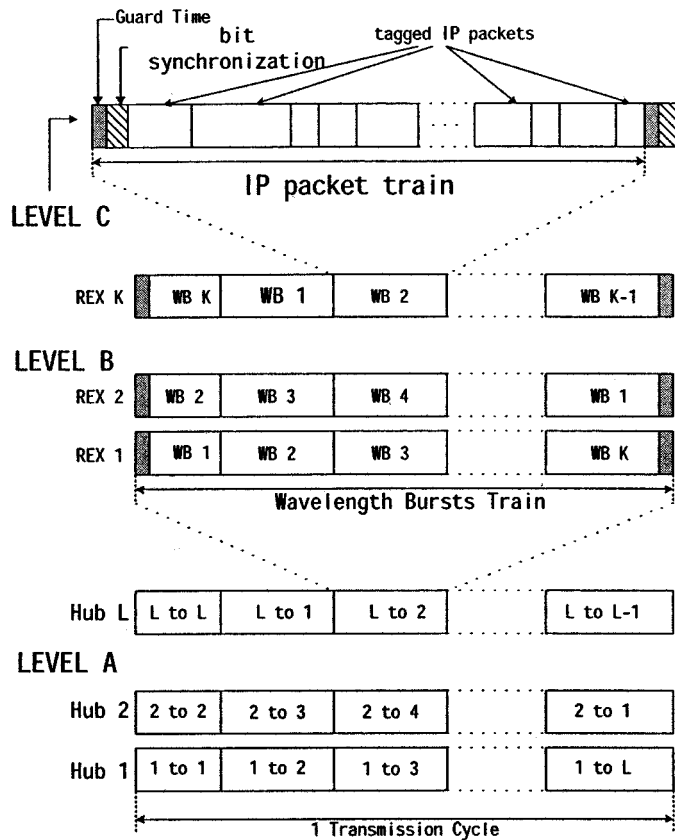 Guard Time
bit
synchronization
tagged IP packets
IP packet train
LEVEL C
REX K WB K WB 1 WB 2 WB K-1
LEVEL B
REX 2 WB 2 WB 3 WB 4 WB 1
REX 1 WB 1 WB 2 WB 3 WB K
Wavelength Bursts Train
Hub L L to L L to 1 L to 2 L to L-1
LEVEL A
Hub 2 2 to 2 2 to 3 2 to 4 2 to 1
Hub 1 1 to 1 1 to 2 1 to 3 1 to L
1 Transmission Cycle